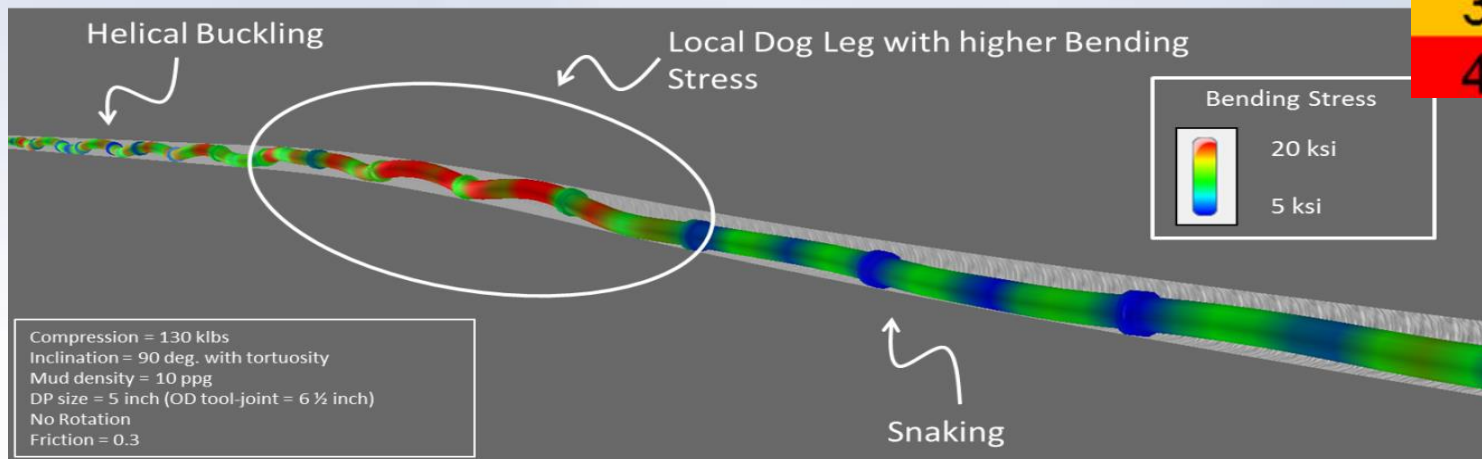 3
4
Helical Buckling
Local Dog Leg with higher Bending
Stress
Bending Stress
20 ksi
5 ksi
Compression = 130 klbs
Inclination = 90 deg. with tortuosity
Mud density = 10 ppg
DP size = 5 inch (OD tool-joint = 6 ½ inch)
No Rotation
Friction = 0.3
Snaking